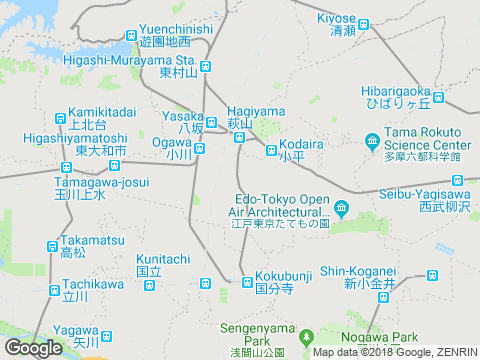 Kiyose
清瀬
Yuenchinishi
遊園地西
Higashi-Murayama Sta.
東村山
Hibarigaoka
ひばりヶ丘
Kamikitadai
上北台
Yasaka
八坂
Hagiyama
萩山
Higashiyamatoshi
東大和市
Ogawa
小川
Kodaira
小平
Tama Rokuto
Science Center
多摩六都科学館
Tamagawa-josui
玉川上水
Seibu-Yagisawa
西武柳沢
Edo-Tokyo Open
Air Architectural...
江戸東京たてもの園
Takamatsu
高松
Kunitachi
国立
Tachikawa
立川
Kokubunji
国分寺
Shin-Koganei
新小金井
Yagawa
矢川
Sengenyama
Park
浅間山公園
Nogawa Park
Google
Map data ©2018 Google, ZENRIN